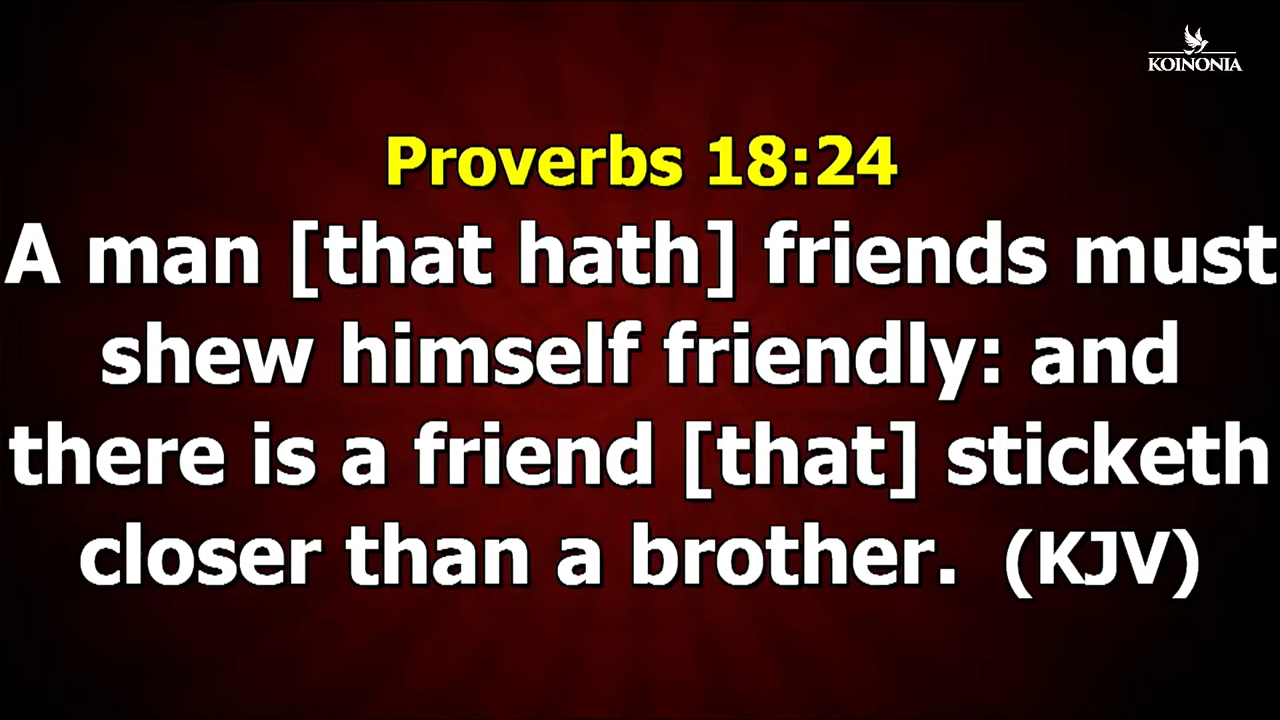 KOINONIA
Proverbs 18:24
A man [that hath] friends must
shew himself friendly: and
there is a friend [that] sticketh
closer than a brother. (KJV)